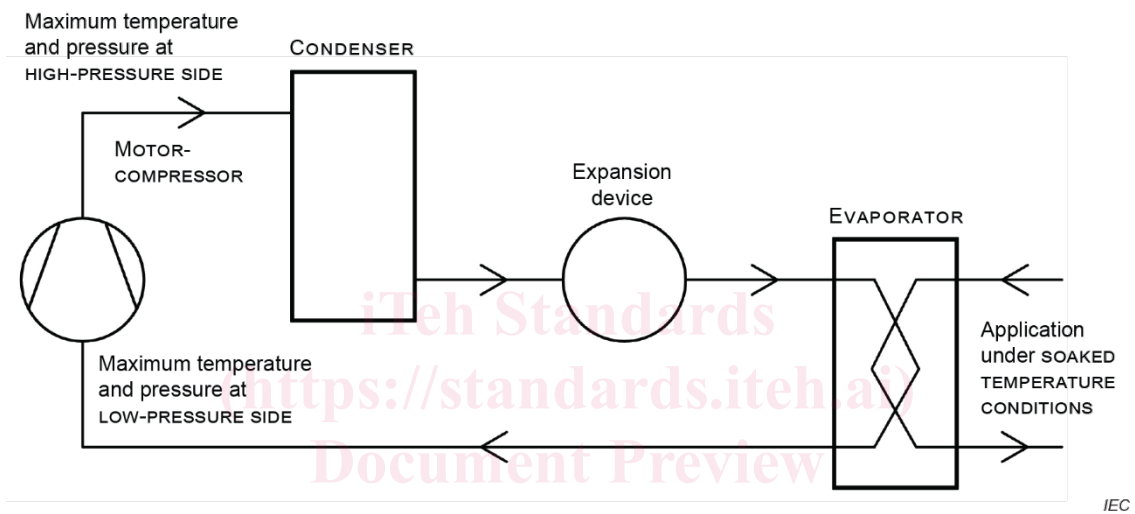 Maximum temperature
and pressure at
HIGH-PRESSURE SIDE
CONDENSER
MOTOR-
COMPRESSOR
Expansion
device
EVAPORATOR
iTeh Standards
Application
under SOAKED
TEMPERATURE
CONDITIONS
Maximum temperature
and pressure at
LOW-PRESSURE SIDE
(https://standards.iteh.ai)
Document Preview
IEC